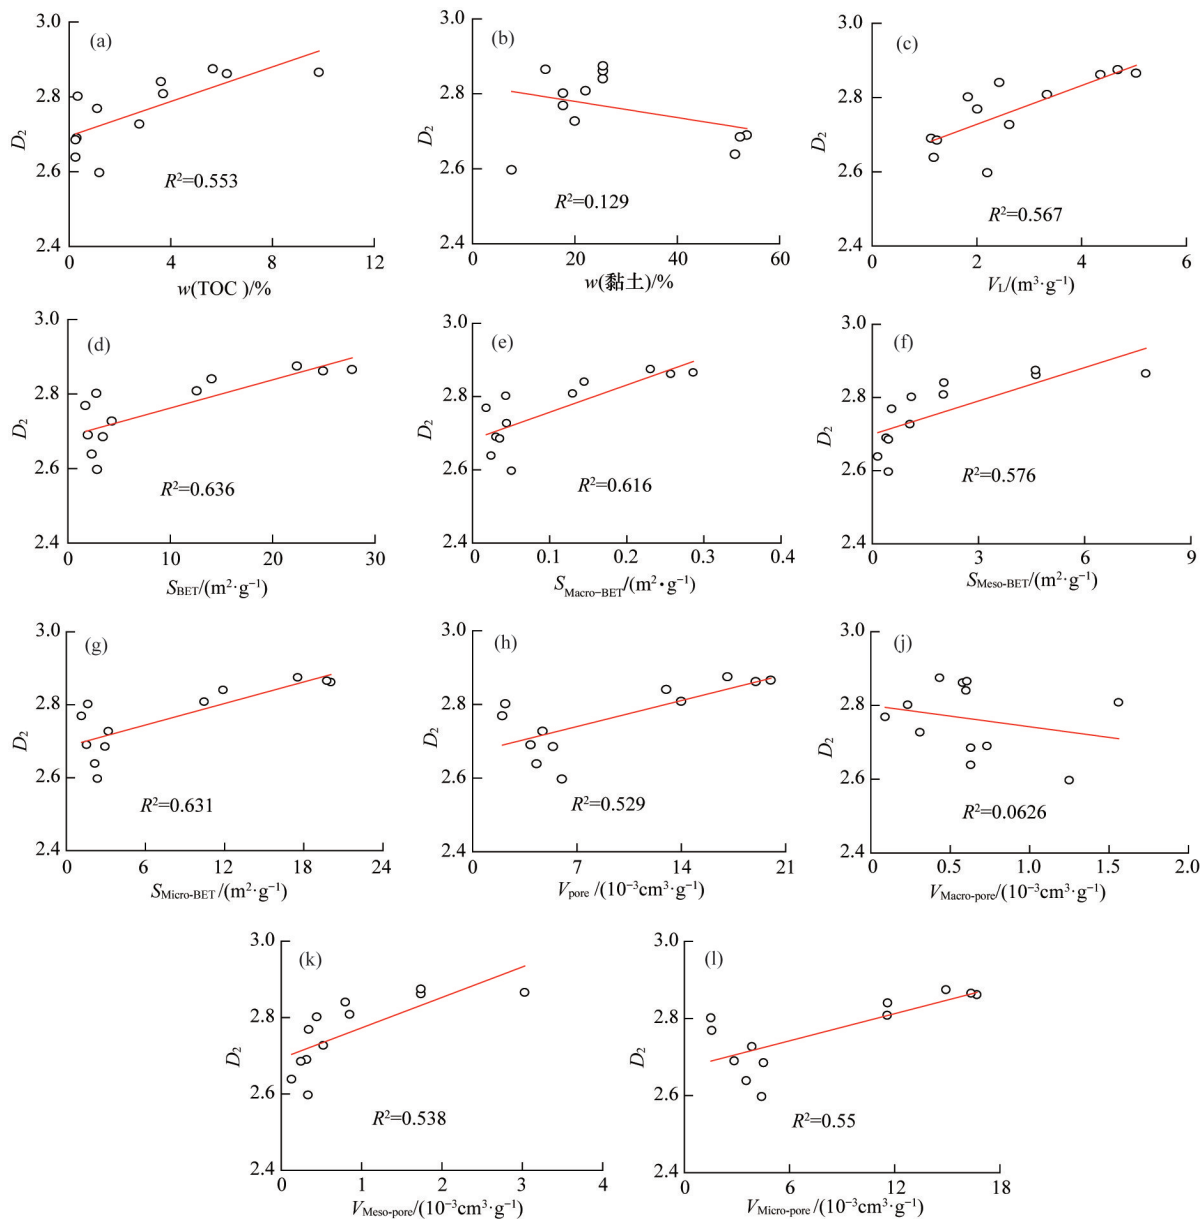 (a)
3.0
2.8
2.6
2.4
D₂
R²=0.553
0
4
8
12
w(TOC )/%
(b)
3.0
2.8
2.6
2.4
D₂
R²=0.129
0
20
40
60
w(黏土)/%
(c)
3.0
2.8
2.6
2.4
D₂
R²=0.567
0
2
4
6
V_L/(m³·g⁻¹)
(d)
3.0
2.8
2.6
2.4
D₂
R²=0.636
0
10
20
30
S_BET/(m²·g⁻¹)
(e)
3.0
2.8
2.6
2.4
D₂
R²=0.616
0
0.1
0.2
0.3
0.4
S_Macro-BET/(m²·g⁻¹)
(f)
3.0
2.8
2.6
2.4
D₂
R²=0.576
0
3
6
9
S_Meso-BET/(m²·g⁻¹)
(g)
3.0
2.8
2.6
2.4
D₂
R²=0.631
0
6
12
18
24
S_Micro-BET/(m²·g⁻¹)
(h)
3.0
2.8
2.6
2.4
D₂
R²=0.529
0
7
14
21
V_pore /(10⁻³cm³·g⁻¹)
(j)
3.0
2.8
2.6
2.4
D₂
R²=0.0626
0
0.5
1.0
1.5
2.0
V_Macro-pore/(10⁻³cm³·g⁻¹)
(k)
3.0
2.8
2.6
2.4
D₂
R²=0.538
0
1
2
3
4
V_Meso-pore/(10⁻³cm³·g⁻¹)
(l)
3.0
2.8
2.6
2.4
D₂
R²=0.55
0
6
12
18
V_Micro-pore/(10⁻³cm³·g⁻¹)